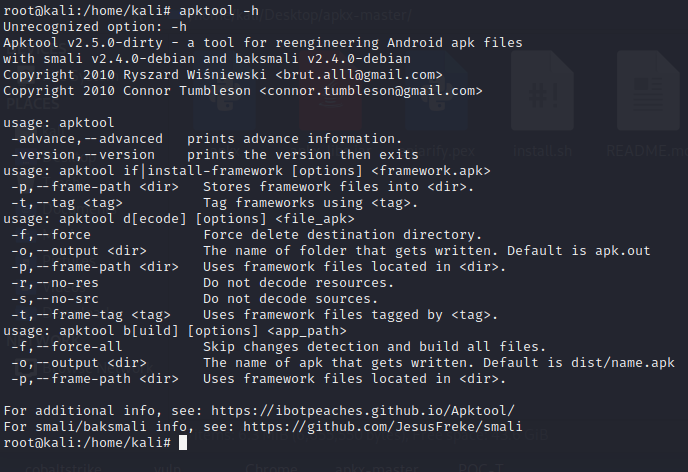 root@kali:/home/kali# apktool -h
Unrecognized option: -h
Apktool v2.5.0-dirty - a tool for reengineering Android apk files
with smali v2.4.0-debian and baksmali v2.4.0-debian
Copyright 2010 Ryszard Wiśniewski <brut.alll@gmail.com>
Copyright 2010 Connor Tumbleson <connor.tumbleson@gmail.com>
usage: apktool
-advance,--advanced prints advance information.
-version,--version prints the version then exits
usage: apktool if|install-framework [options] <framework.apk>
-p,--frame-path <dir> Stores framework files into <dir>.
-t,--tag <tag> Tag frameworks using <tag>.
usage: apktool d[ecode] [options] <file_apk>
-f,--force Force delete destination directory.
-o,--output <dir> The name of folder that gets written. Default is apk.out
-p,--frame-path <dir> Uses framework files located in <dir>.
-r,--no-res Do not decode resources.
-s,--no-src Do not decode sources.
-t,--frame-tag <tag> Uses framework files tagged by <tag>.
usage: apktool b[uild] [options] <app_path>
-f,--force-all Skip changes detection and build all files.
-o,--output <dir> The name of apk that gets written. Default is dist/name.apk
-p,--frame-path <dir> Uses framework files located in <dir>.
For additional info, see: https://ibotpeaches.github.io/Apktool/
For smali/baksmali info, see: https://github.com/JesusFreke/smali
root@kali:/home/kali#
install.sh